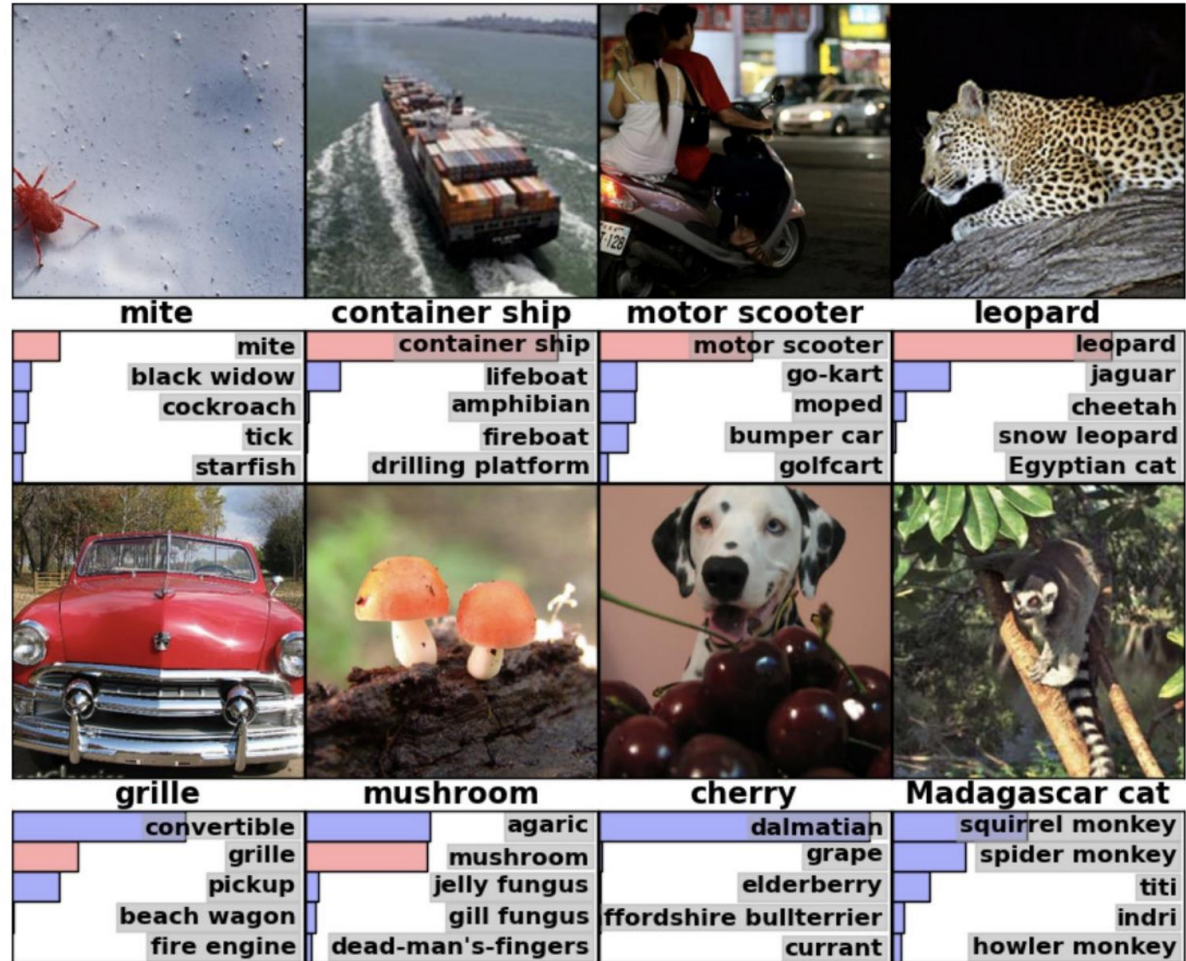 T-128
mite
container ship
motor scooter
leopard
mite
black widow
cockroach
tick
starfish
container ship
lifeboat
amphibian
fireboat
drilling platform
motor scooter
go-kart
moped
bumper car
golfcart
leopard
jaguar
cheetah
snow leopard
Egyptian cat
grille
mushroom
cherry
Madagascar cat
convertible
grille
pickup
beach wagon
fire engine
agaric
mushroom
jelly fungus
gill fungus
dead-man's-fingers
dalmatian
grape
elderberry
ffordshire bullterrier
currant
squirrel monkey
spider monkey
titi
indri
howler monkey